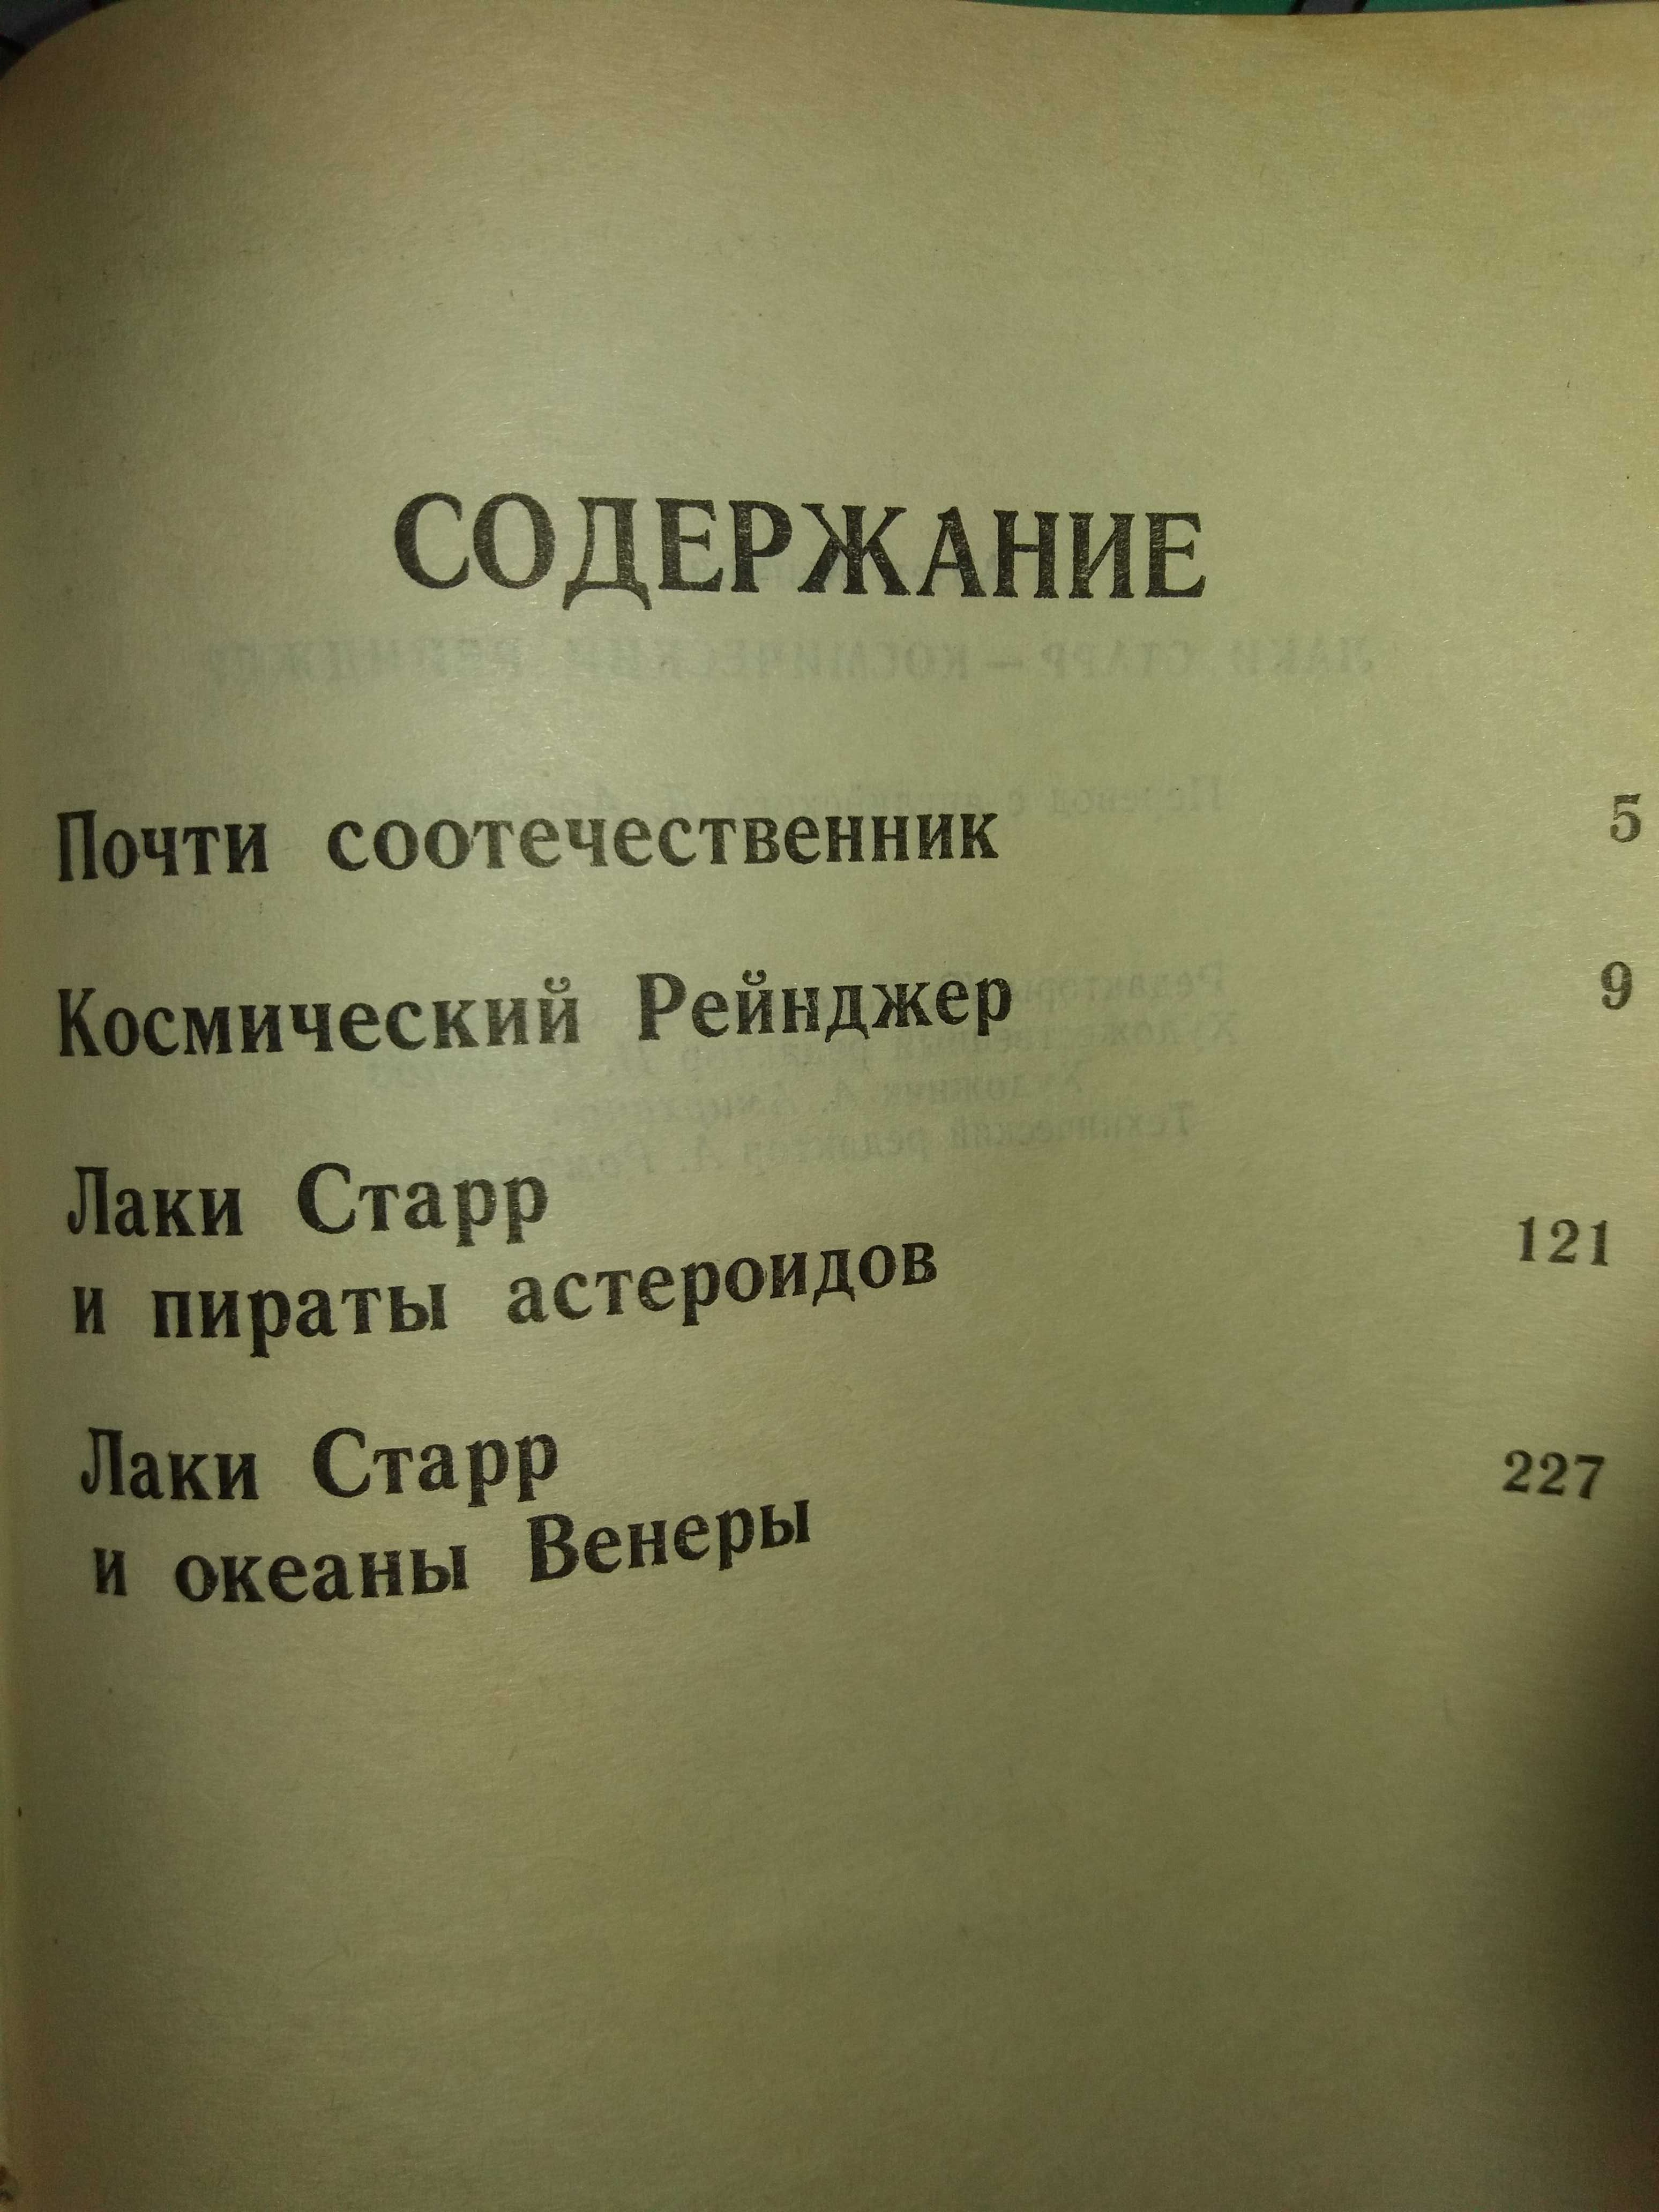 СОДЕРЖАНИЕ
Почти соотечественник 5
Космический Рейнджер 9
Лаки Старр
и пираты астероидов 121
Лаки Старр
и океаны Венеры 227